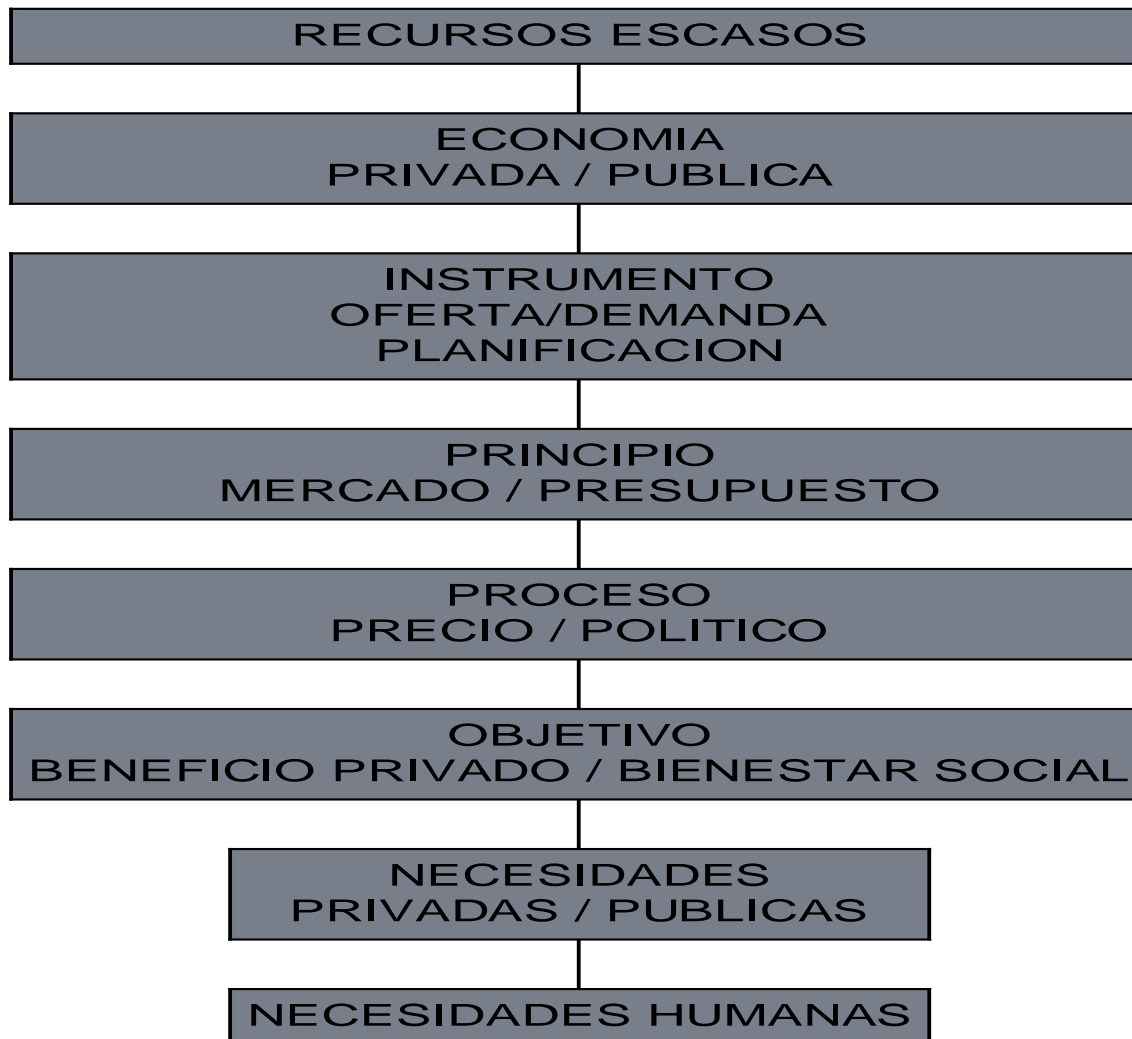 RECURSOS ESCASOS
ECONOMIA
PRIVADA / PUBLICA
INSTRUMENTO
OFERTA/DEMANDA
PLANIFICACION
PRINCIPIO
MERCADO / PRESUPUESTO
PROCESO
PRECIO / POLITICO
OBJETIVO
BENEFICIO PRIVADO / BIENESTAR SOCIAL
NECESIDADES
PRIVADAS / PUBLICAS
NECESIDADES HUMANAS